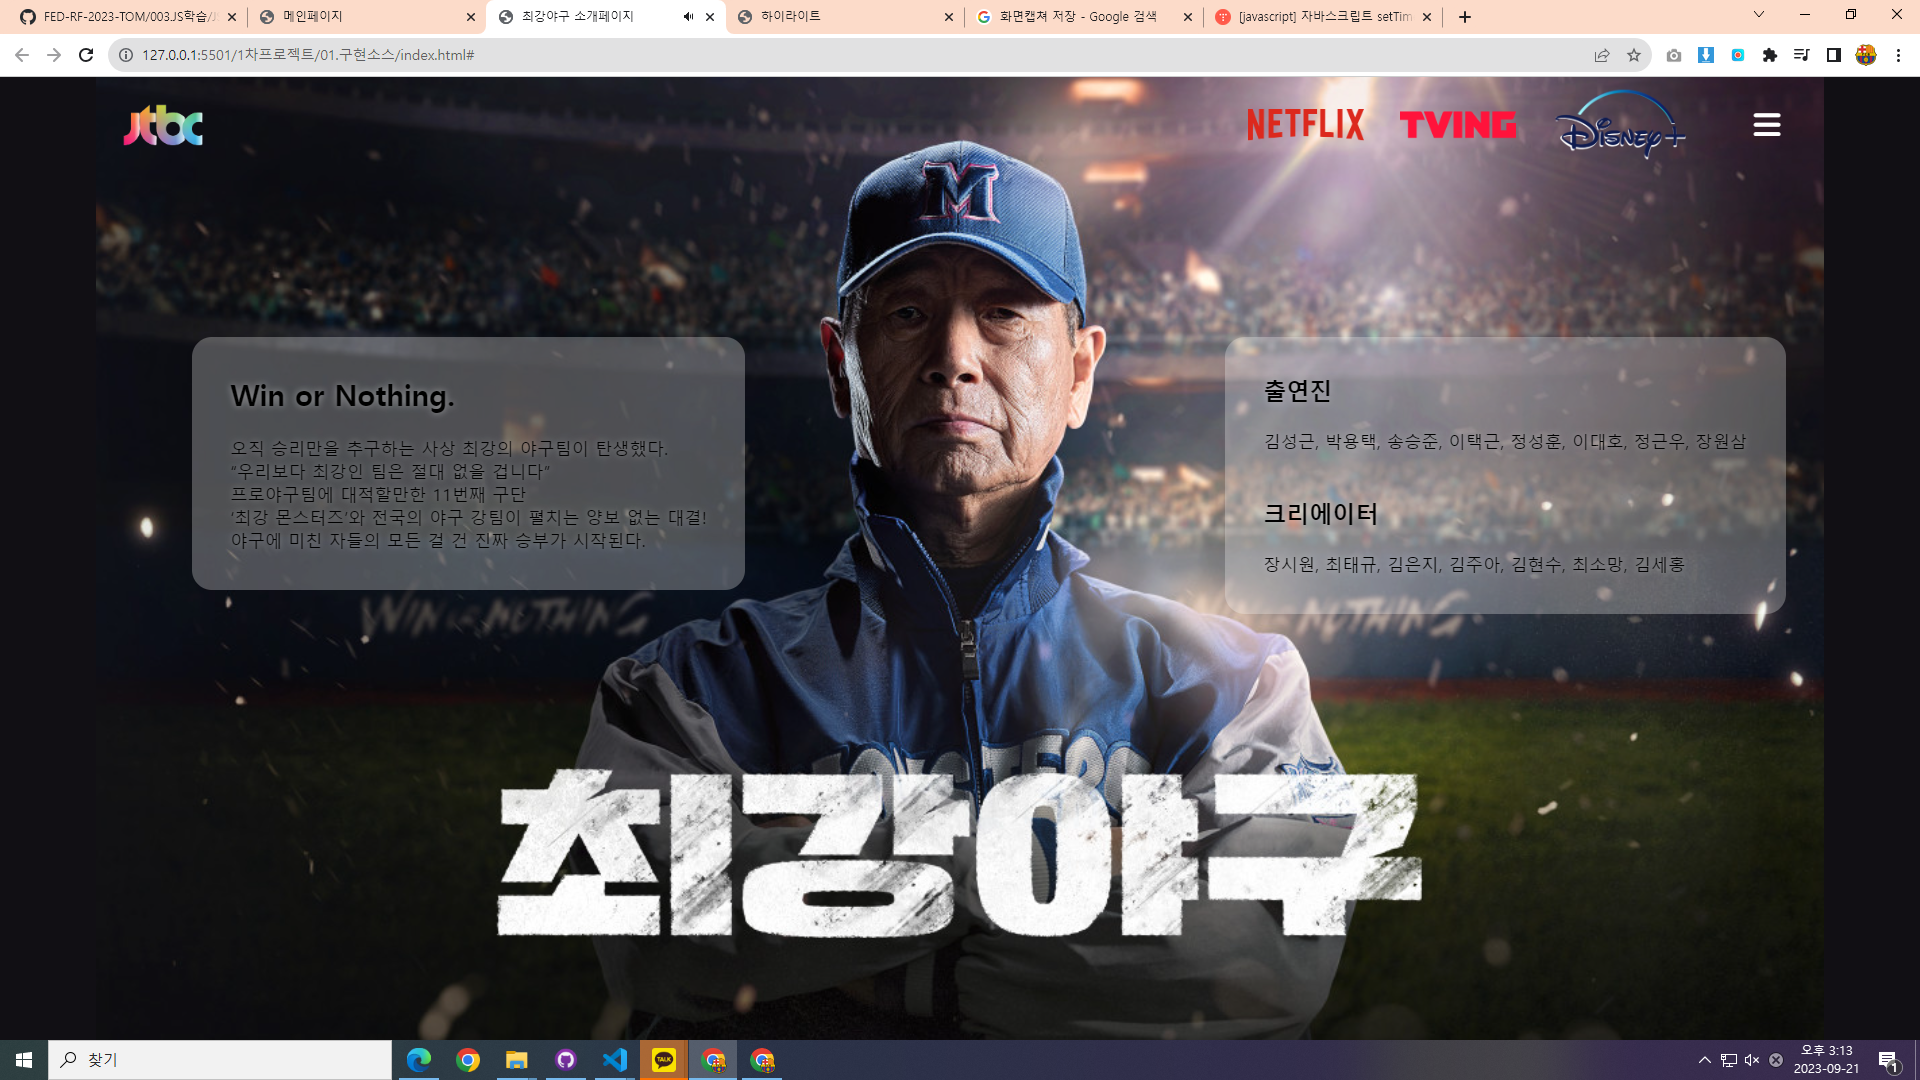 FED-RF-2023-TOM/003.JS학습/JS
메인페이지
최강야구 소개페이지
하이라이트
화면캡쳐 저장 - Google 검색
[javascript] 자바스크립트 setTim
127.0.0.1:5501/1차프로젝트/01.구현소스/index.html#
jtbc
NETFLIX
TVING
Disney+
M
Win or Nothing.
오직 승리만을 추구하는 사상 최강의 야구팀이 탄생했다.
“우리보다 최강인 팀은 절대 없을 겁니다”
프로야구팀에 대적할만한 11번째 구단
‘최강 몬스터즈’와 전국의 야구 강팀이 펼치는 양보 없는 대결!
야구에 미친 자들의 모든 걸 건 진짜 승부가 시작된다.
출연진
김성근, 박용택, 송승준, 이택근, 정성훈, 이대호, 정근우, 장원삼
크리에이터
장시원, 최태규, 김은지, 김주아, 김현수, 최소망, 김세홍
WIN OR NOTHING.
NOTHING.
MONSTERS
최강야구
찾기
TALK
오후 3:13
2023-09-21
1